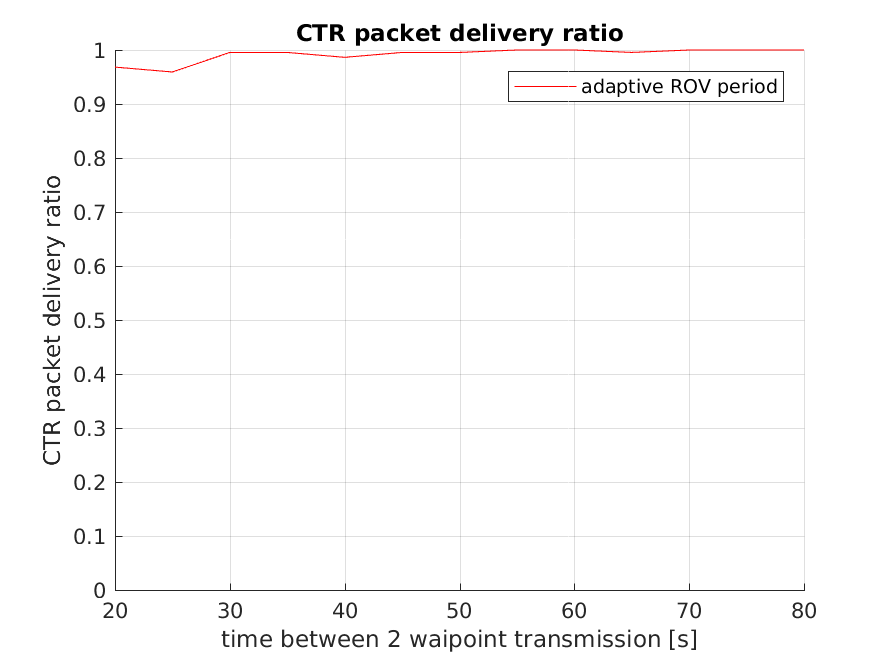 CTR packet delivery ratio
1
0.9
0.8
0.7
0.6
0.5
0.4
0.3
0.2
0.1
0
CTR packet delivery ratio
adaptive ROV period
20 30 40 50 60 70 80
time between 2 waipoint transmission [s]